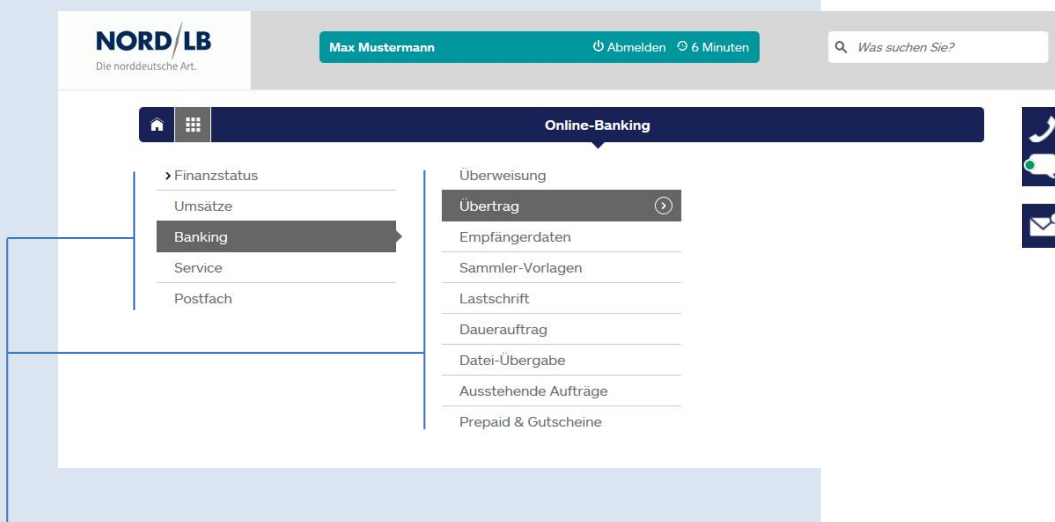 NORD/LB
Die norddeutsche Art.
Max Mustermann Abmelden 6 Minuten
Was suchen Sie?
Online-Banking
Finanzstatus
Umsätze
Banking
Service
Postfach
Überweisung
Übertrag
Empfängerdaten
Sammler-Vorlagen
Lastschrift
Dauerauftrag
Datei-Übergabe
Ausstehende Aufträge
Prepaid & Gutscheine